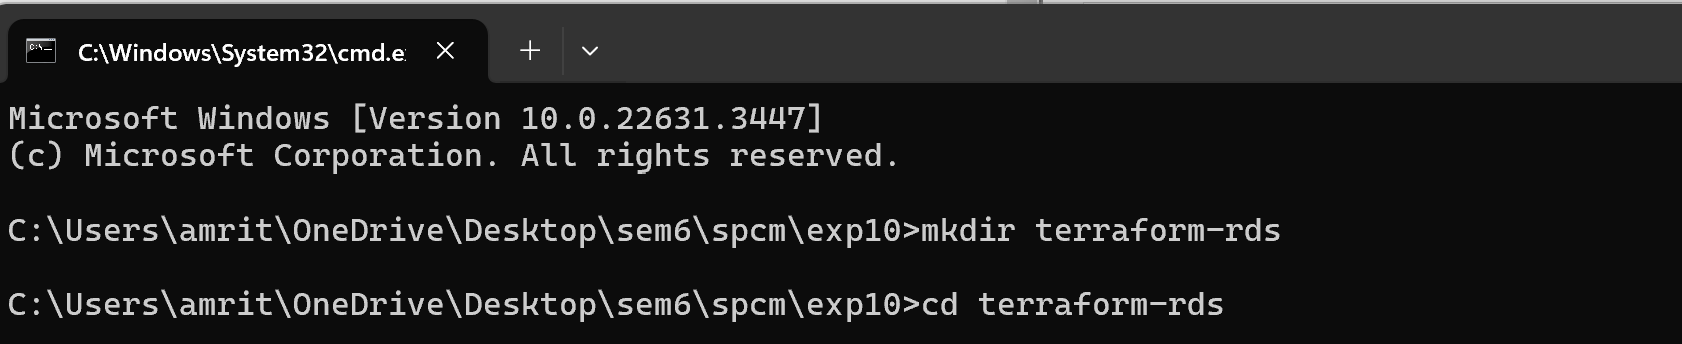 C:\Windows\System32\cmd.e
Microsoft Windows [Version 10.0.22631.3447]
(c) Microsoft Corporation. All rights reserved.
C:\Users\amrit\OneDrive\Desktop\sem6\spcm\exp10>mkdir terraform-rds
C:\Users\amrit\OneDrive\Desktop\sem6\spcm\exp10>cd terraform-rds